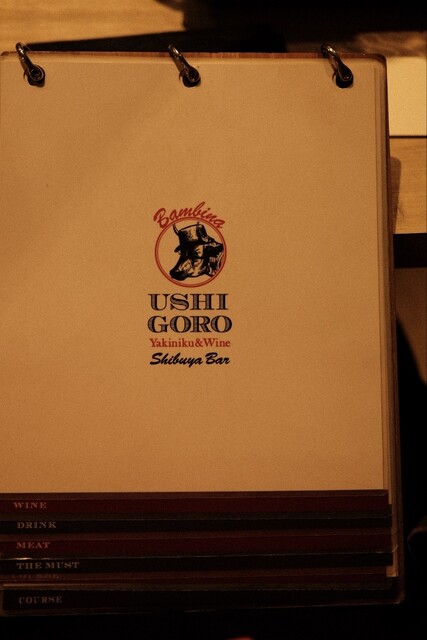 Bambina
USHI
GORO
Yakiniku&Wine
Shibuya Bar
WINE
DRINK
MEAT
THE MUST
COURSE